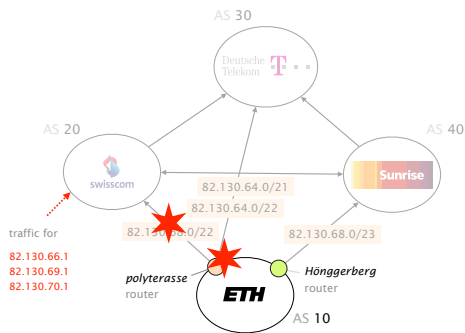 AS 30
Deutsche
Telekom
T
AS 20
AS 40
swisscom
Sunrise
82.130.64.0/21
82.130.64.0/22
traffic for
82.130.68.0/22
82.130.68.0/23
82.130.66.1
82.130.69.1
82.130.70.1
polyterasse
router
Hönggerberg
router
ETH
AS 10